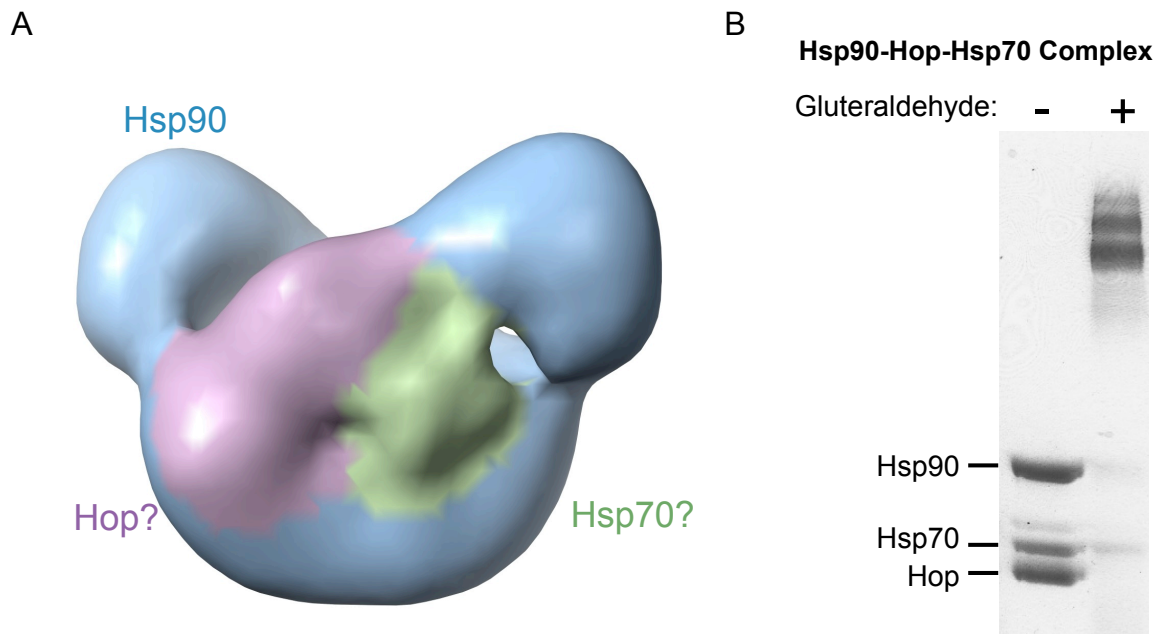 A
Hsp90
Hop?
Hsp70?
B
Hsp90-Hop-Hsp70 Complex
Gluteraldehyde: - +
Hsp90
Hsp70
Hop